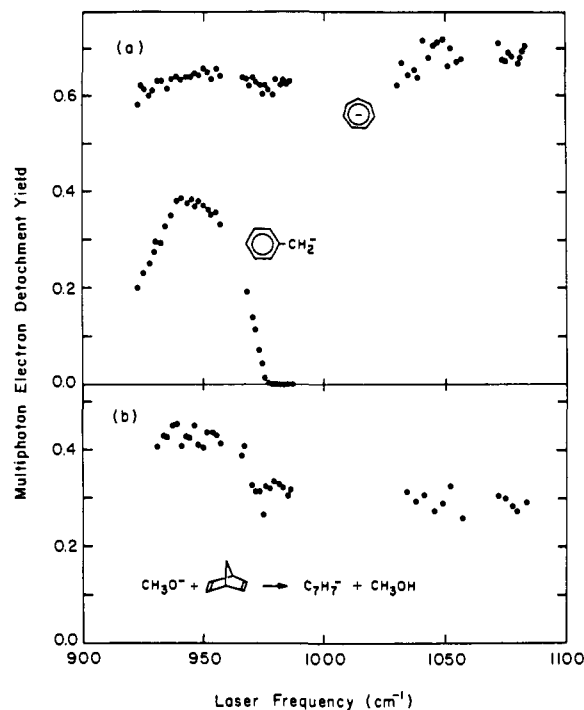 (a)
0.6
0.4
CH₂⁻
0.2
0.0
(b)
0.4
0.2
CH₃O⁻ + → C₇H₇⁻ + CH₃OH
0.0
900 950 1000 1050 1100
Laser Frequency (cm⁻¹)
Multiphoton Electron Detachment Yield